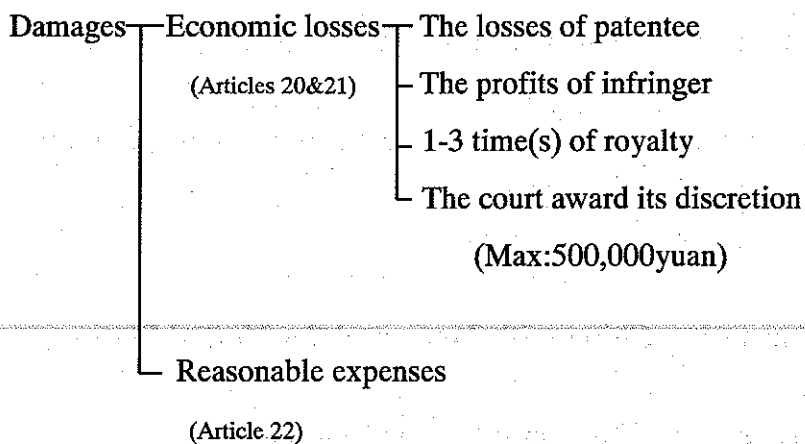 Damages Economic losses The losses of patentee
(Articles 20&21) The profits of infringer
1-3 time(s) of royalty
The court award its discretion
(Max:500,000yuan)
Reasonable expenses
(Article 22)